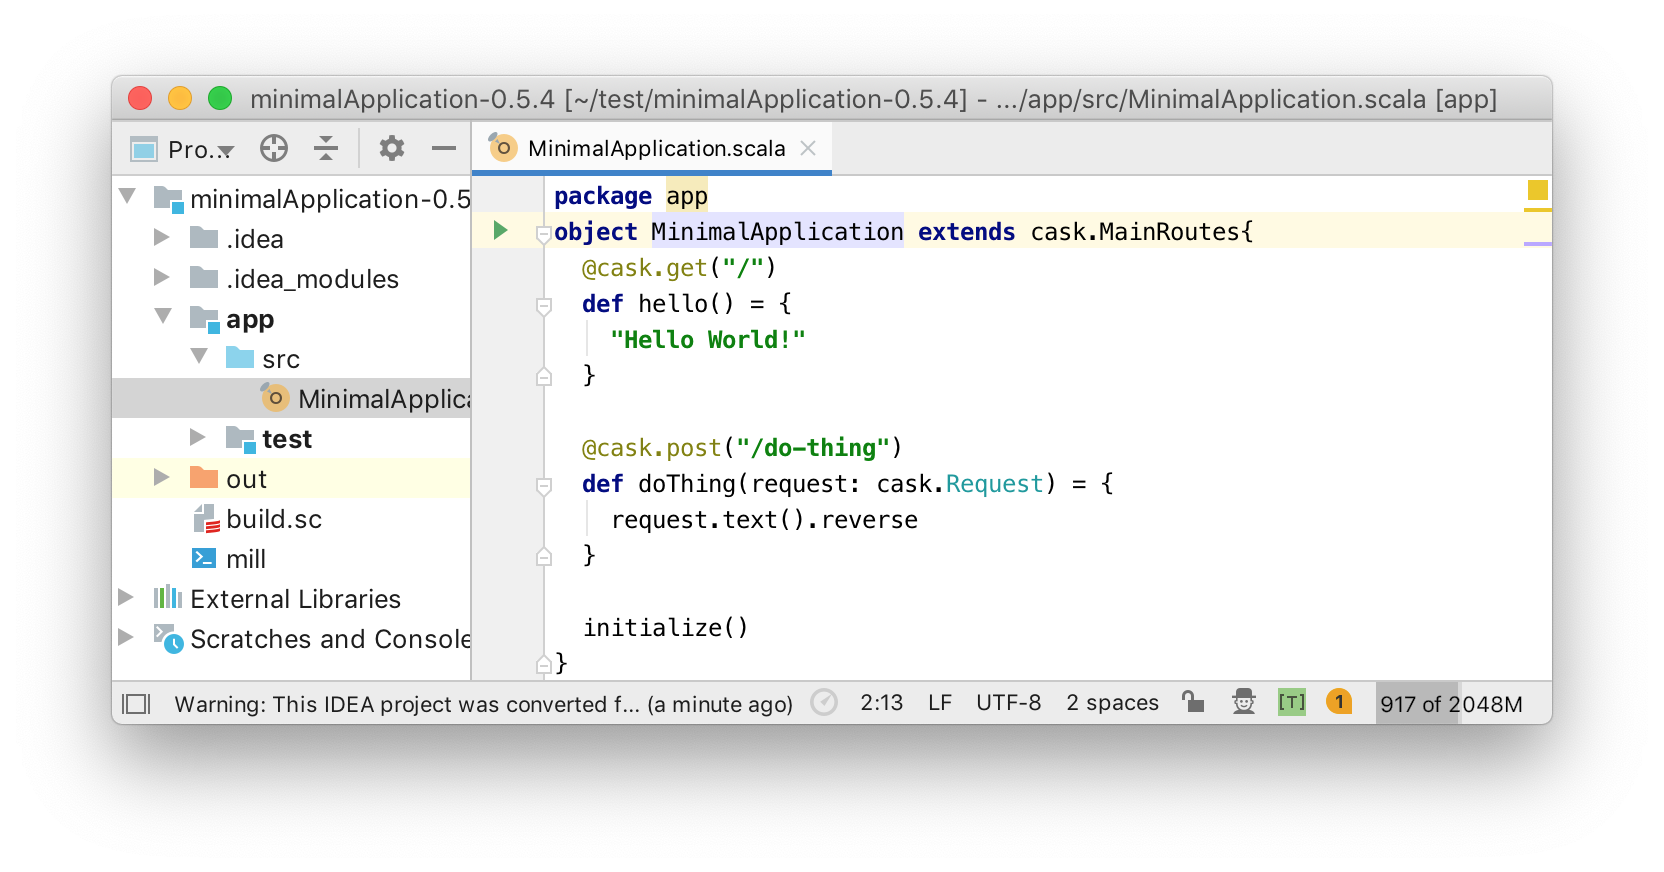 minimalApplication-0.5.4 [~/test/minimalApplication-0.5.4] - .../app/src/MinimalApplication.scala [app]
Pro...
MinimalApplication.scala
minimalApplication-0.5
.idea
.idea_modules
app
src
MinimalApplica
test
out
build.sc
mill
External Libraries
Scratches and Console
package app
object MinimalApplication extends cask.MainRoutes{
@cask.get("/")
def hello() = {
"Hello World!"
}
@cask.post("/do-thing")
def doThing(request: cask.Request) = {
request.text().reverse
}
initialize()
}
Warning: This IDEA project was converted f... (a minute ago) 2:13 LF UTF-8 2 spaces [T] 1 917 of 2048M